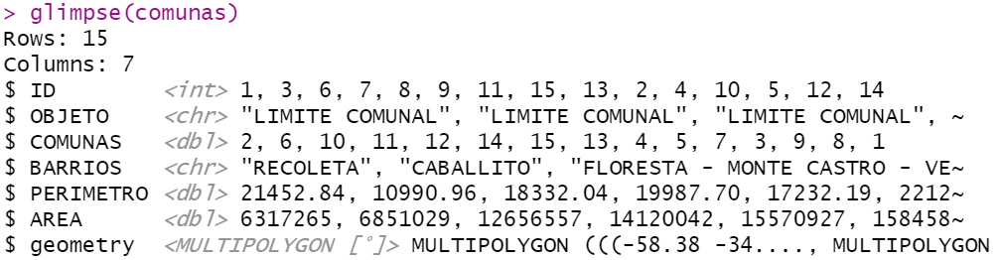 > glimpse(comunas)
Rows: 15
Columns: 7
$ ID        <int> 1, 3, 6, 7, 8, 9, 11, 15, 13, 2, 4, 10, 5, 12, 14
$ OBJETO    <chr> "LIMITE COMUNAL", "LIMITE COMUNAL", "LIMITE COMUNAL", ~
$ COMUNAS   <dbl> 2, 6, 10, 11, 12, 14, 15, 13, 4, 5, 7, 3, 9, 8, 1
$ BARRIOS   <chr> "RECOLETA", "CABALLITO", "FLORESTA - MONTE CASTRO - VE~
$ PERIMETRO <dbl> 21452.84, 10990.96, 18332.04, 19987.70, 17232.19, 2212~
$ AREA      <dbl> 6317265, 6851029, 12656557, 14120042, 15570927, 158458~
$ geometry  <MULTIPOLYGON [°]> MULTIPOLYGON (((-58.38 -34...., MULTIPOLYGON